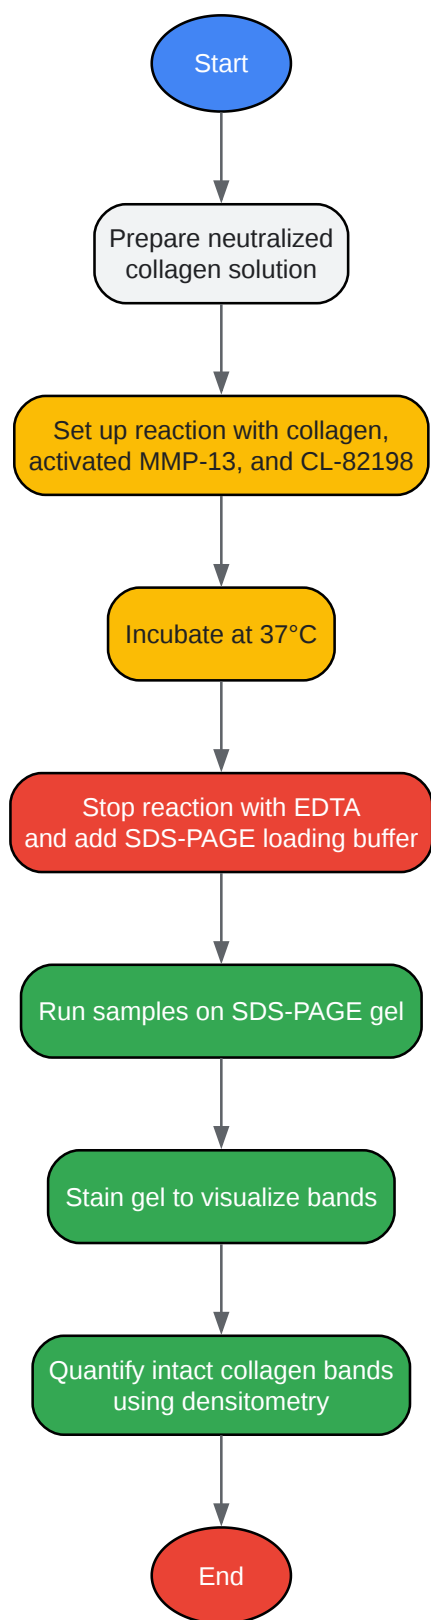 Start
Prepare neutralized
collagen solution
Set up reaction with collagen,
activated MMP-13, and CL-82198
Incubate at 37°C
Stop reaction with EDTA
and add SDS-PAGE loading buffer
Run samples on SDS-PAGE gel
Stain gel to visualize bands
Quantify intact collagen bands
using densitometry
End